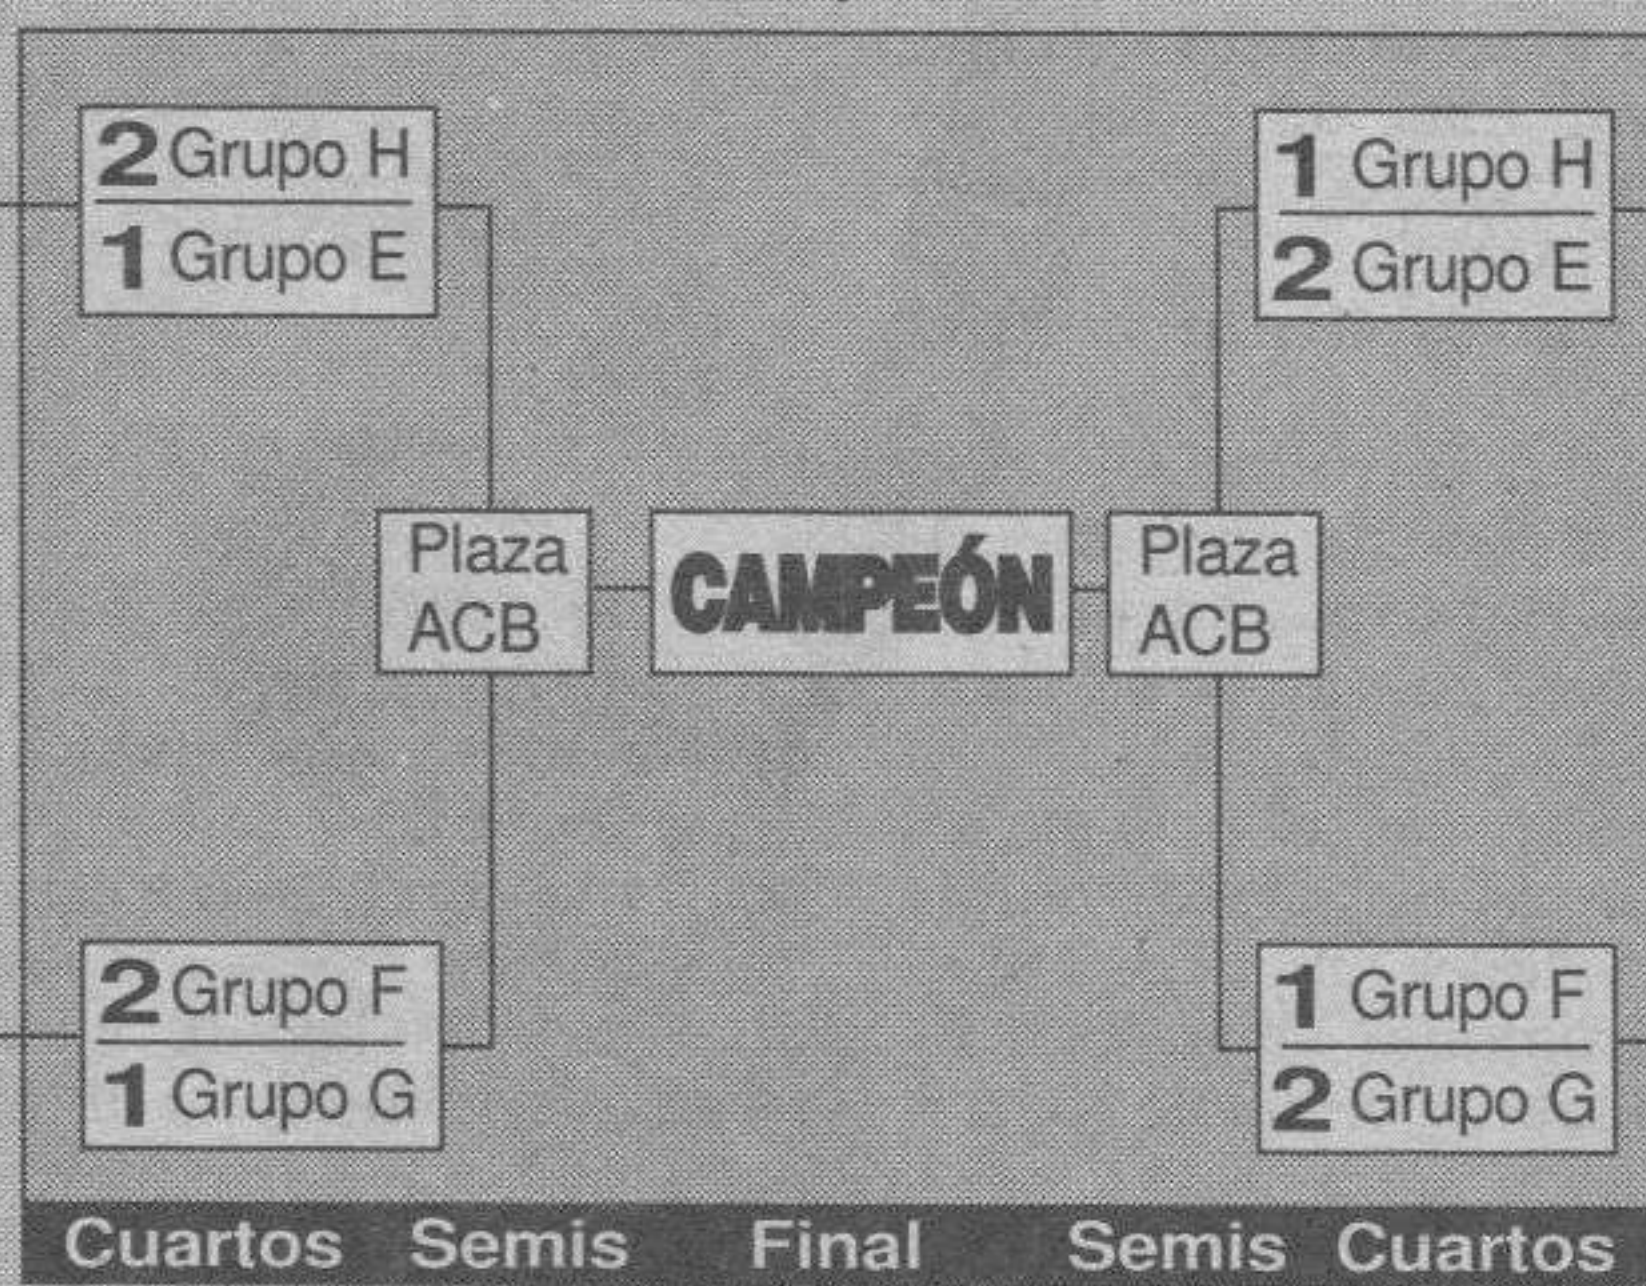 2 Grupo H
1 Grupo E
1 Grupo H
2 Grupo E
Plaza
ACB
CAMPEÓN
Plaza
ACB
2 Grupo F
1 Grupo G
1 Grupo F
2 Grupo G
Cuartos Semis Final Semis Cuartos